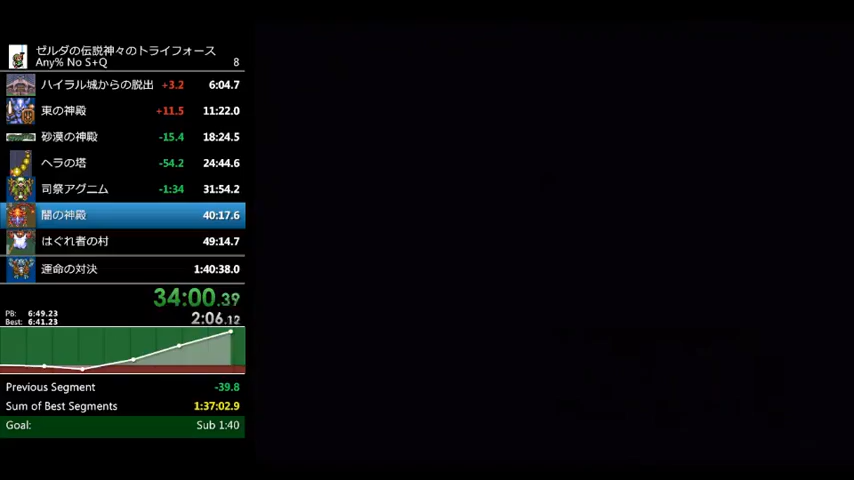 ゼルダの伝説神々のトライフォース
Any% No S+Q 8
ハイラル城からの脱出 +3.2 6:04.7
東の神殿 +11.5 11:22.0
砂漠の神殿 -15.4 18:24.5
ヘラの塔 -54.2 24:44.6
司祭アグニム -1:34 31:54.2
闇の神殿 40:17.6
はぐれ者の村 49:14.7
運命の対決 1:40:38.0
34:00.39
PB: 6:49.23 2:06.12
Best: 6:41.23
Previous Segment -39.8
Sum of Best Segments 1:37:02.9
Goal: Sub 1:40